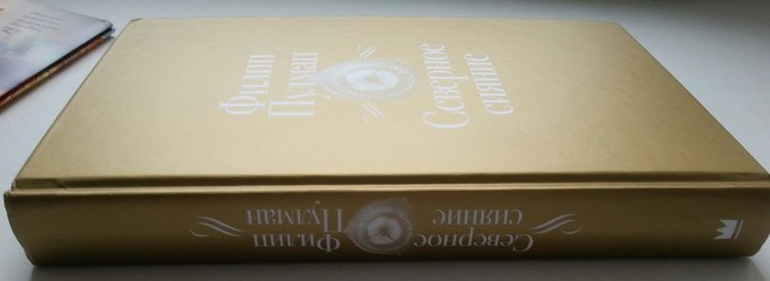 Филип
Пулман
Северное
сияние
Филип
Пулман
Северное
сияние